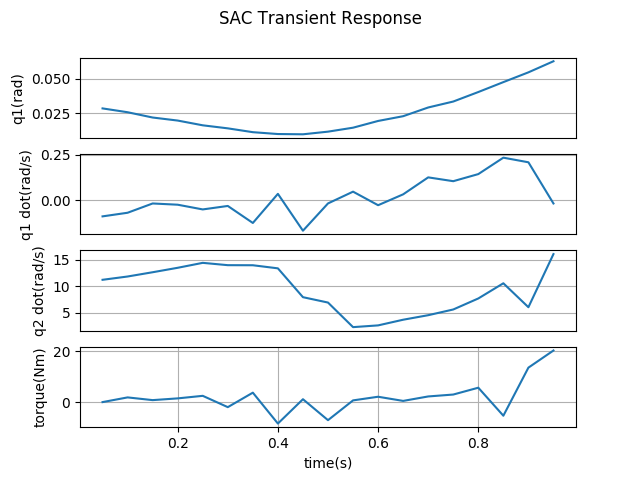 SAC Transient Response
q1(rad)
0.050
0.025
q1 dot(rad/s)
0.25
0.00
q2 dot(rad/s)
15
10
5
torque(Nm)
20
0
0.2 0.4 0.6 0.8
time(s)